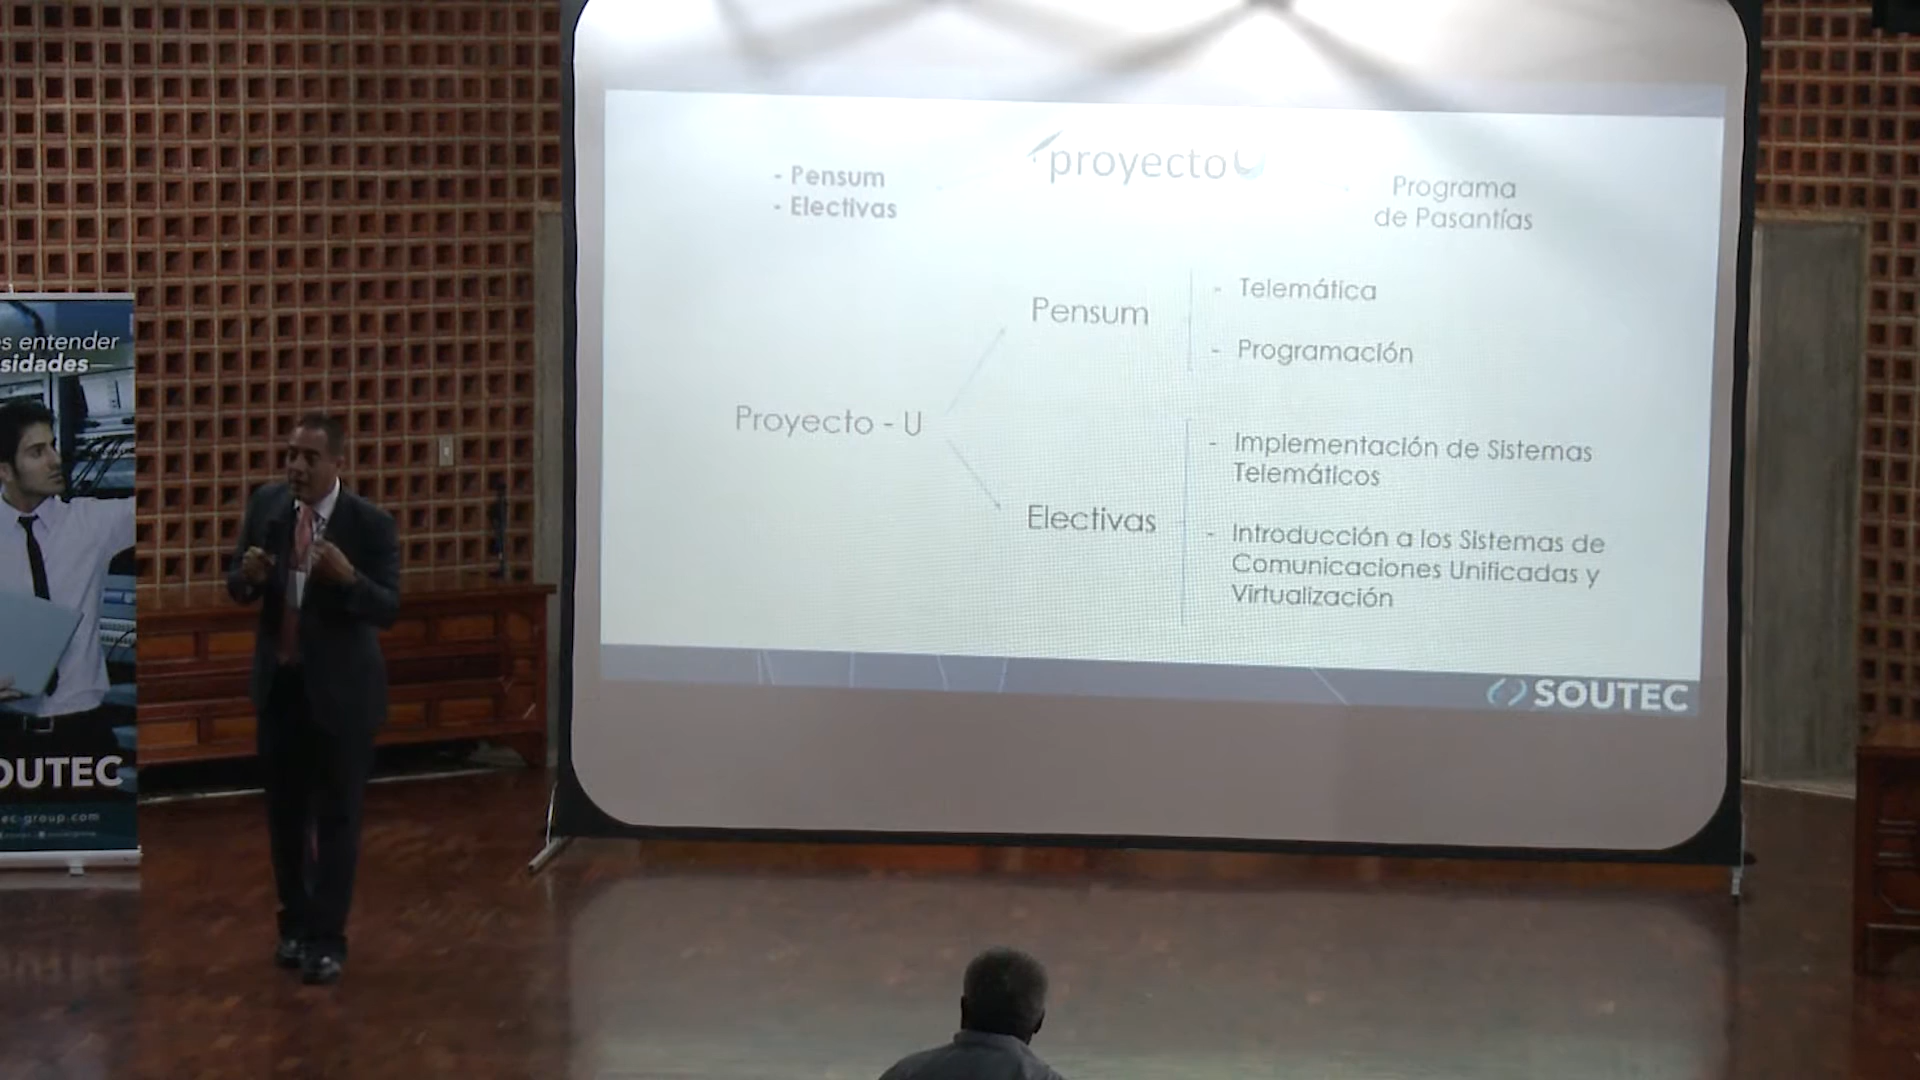 - Pensum
- Electivas
proyecto
Programa
de Pasantías
Pensum
- Telemática
- Programación
Proyecto - U
Electivas
- Implementación de Sistemas
Telemáticos
- Introducción a los Sistemas de
Comunicaciones Unificadas y
Virtualización
SOUTEC
s entender
sidades
OUTEC
ec-group.com